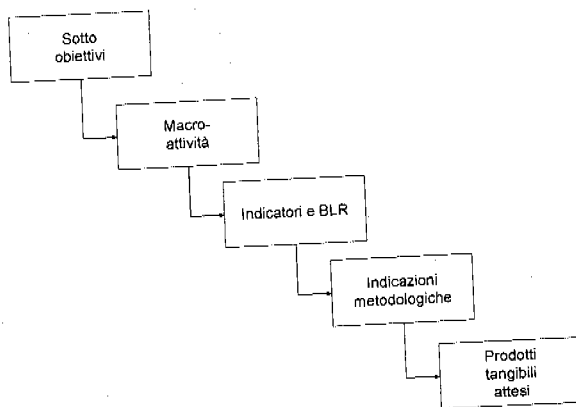 Sotto
obiettivi
Macro-
attività
Indicatori e BLR
Indicazioni
metodologiche
Prodotti
tangibili
attesi